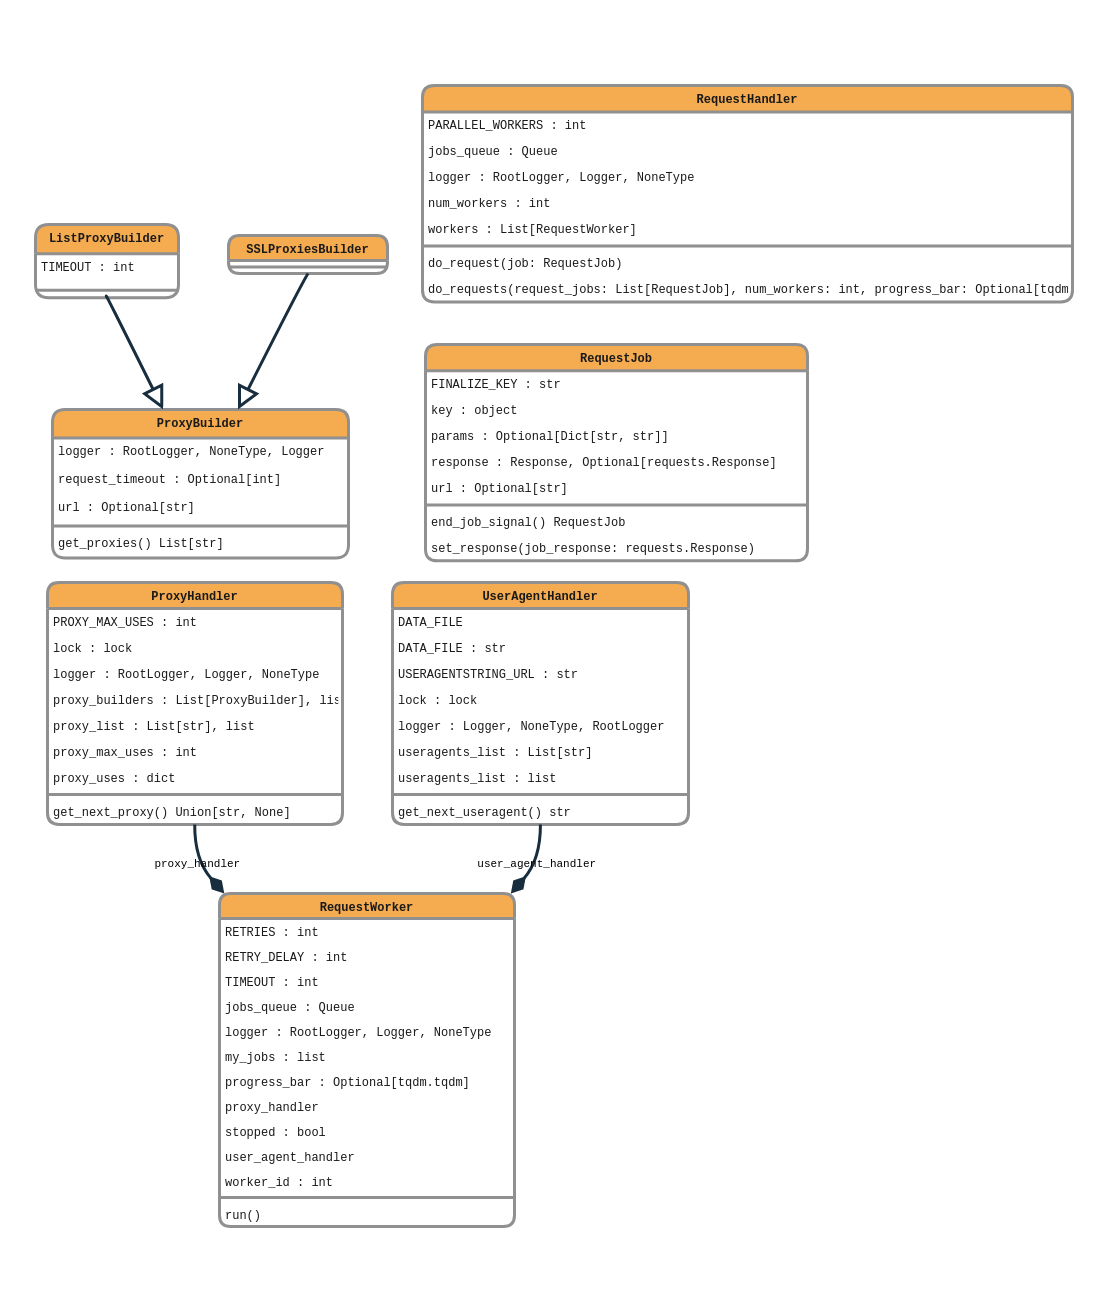 RequestHandler
PARALLEL_WORKERS : int
jobs_queue : Queue
logger : RootLogger, Logger, NoneType
num_workers : int
workers : List[RequestWorker]
do_request(job: RequestJob)
do_requests(request_jobs: List[RequestJob], num_workers: int, progress_bar: Optional[tqdm
ListProxyBuilder
TIMEOUT : int
SSLProxiesBuilder
RequestJob
FINALIZE_KEY : str
key : object
params : Optional[Dict[str, str]]
response : Response, Optional[requests.Response]
url : Optional[str]
end_job_signal() RequestJob
set_response(job_response: requests.Response)
ProxyBuilder
logger : RootLogger, NoneType, Logger
request_timeout : Optional[int]
url : Optional[str]
get_proxies() List[str]
ProxyHandler
PROXY_MAX_USES : int
lock : lock
logger : RootLogger, Logger, NoneType
proxy_builders : List[ProxyBuilder], lis
proxy_list : List[str], list
proxy_max_uses : int
proxy_uses : dict
get_next_proxy() Union[str, None]
UserAgentHandler
DATA_FILE
DATA_FILE : str
USERAGENTSTRING_URL : str
lock : lock
logger : Logger, NoneType, RootLogger
useragents_list : List[str]
useragents_list : list
get_next_useragent() str
proxy_handler
user_agent_handler
RequestWorker
RETRIES : int
RETRY_DELAY : int
TIMEOUT : int
jobs_queue : Queue
logger : RootLogger, Logger, NoneType
my_jobs : list
progress_bar : Optional[tqdm.tqdm]
proxy_handler
stopped : bool
user_agent_handler
worker_id : int
run()